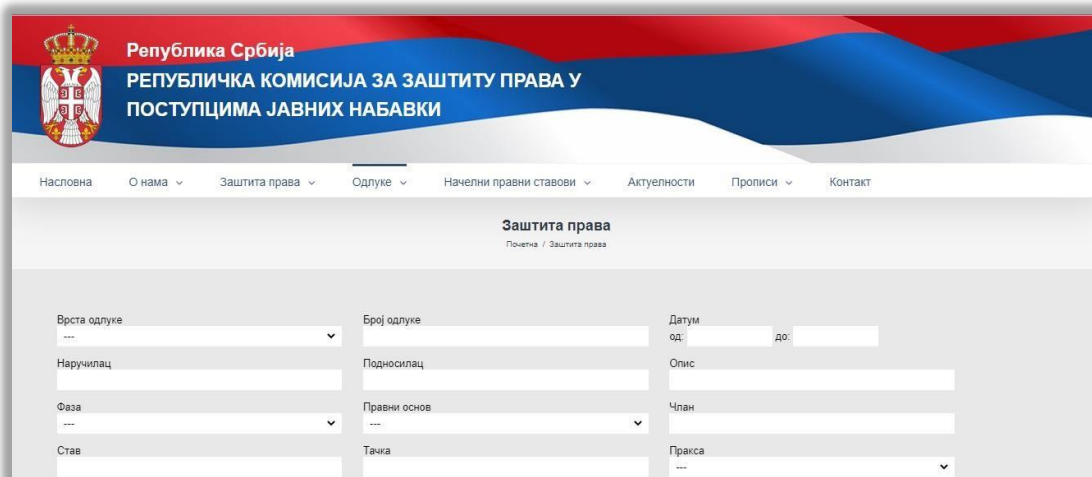 Република Србија
РЕПУБЛИЧКА КОМИСИЈА ЗА ЗАШТИТУ ПРАВА У
ПОСТУПЦИМА ЈАВНИХ НАБАВКИ
Насловна О нама Заштита права Одлуке Начелни правни ставови Актуелности Прописи Контакт
Заштита права
Почетна / Заштита права
Врста одлуке Број одлуке Датум
--- од: до:
Наручилац Подносилац Опис
Фаза Правни основ Члан
--- ---
Став Тачка Пракса
---